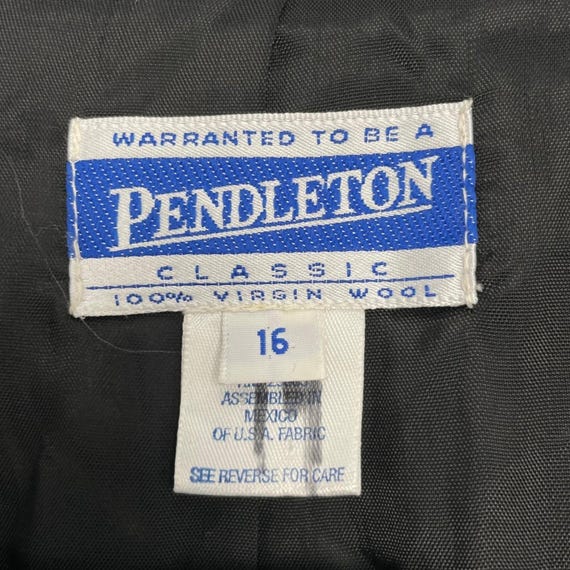 WARRANTED TO BE A
PENDLETON
CLASSIC
100% VIRGIN WOOL
16
ASSEMBLED IN
MEXICO
OF U.S.A. FABRIC
SEE REVERSE FOR CARE